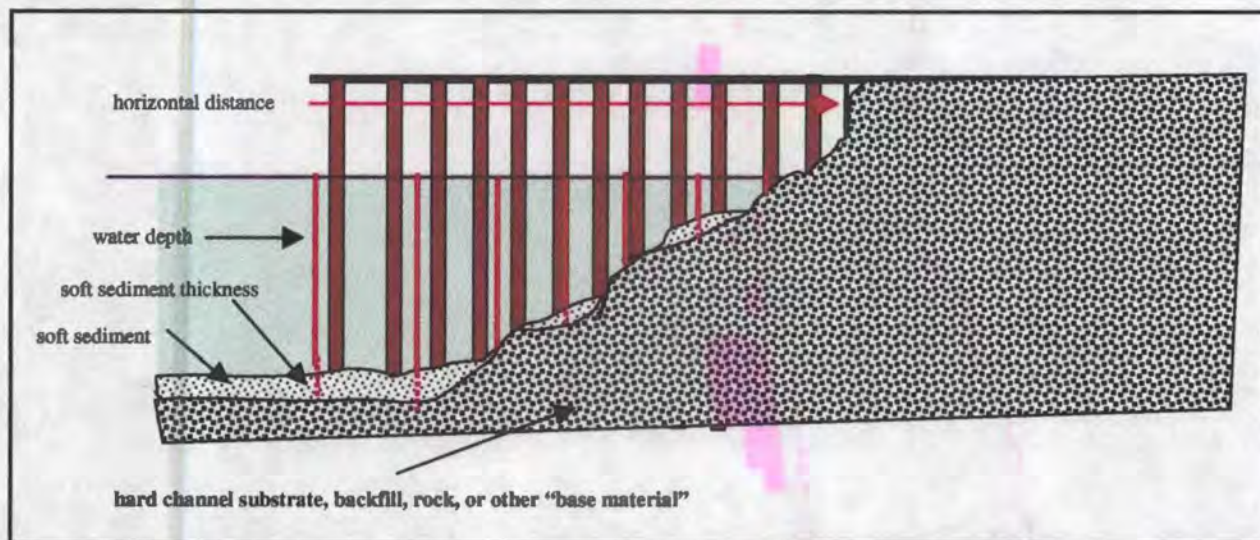 horizontal distance
water depth
soft sediment thickness
soft sediment
hard channel substrate, backfill, rock, or other “base material”